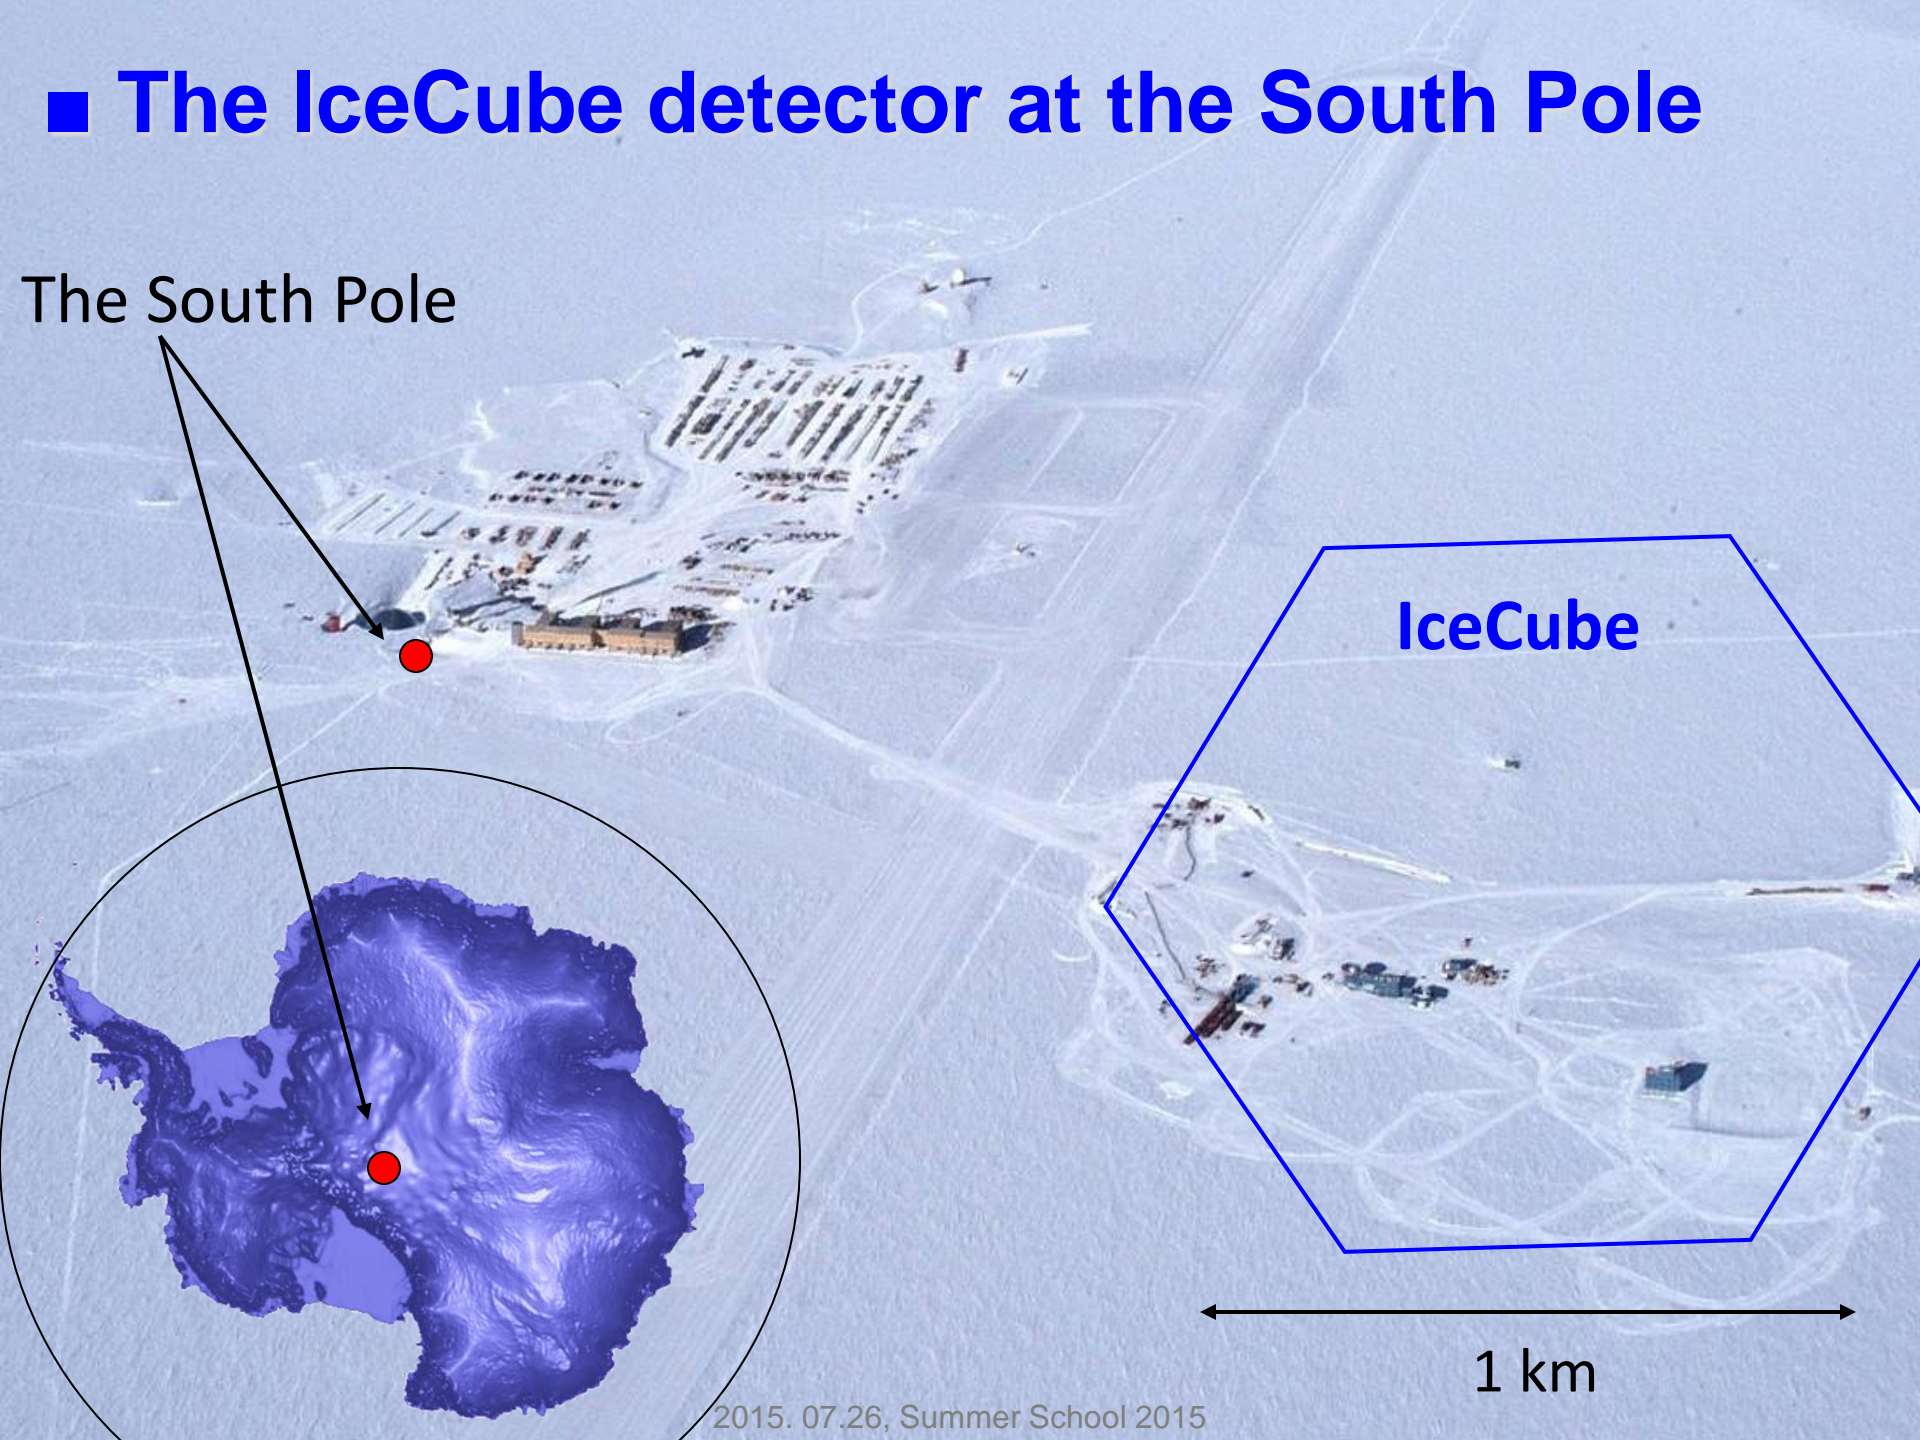 ■ The IceCube detector at the South Pole
The South Pole
IceCube
1 km
2015. 07.26, Summer School 2015